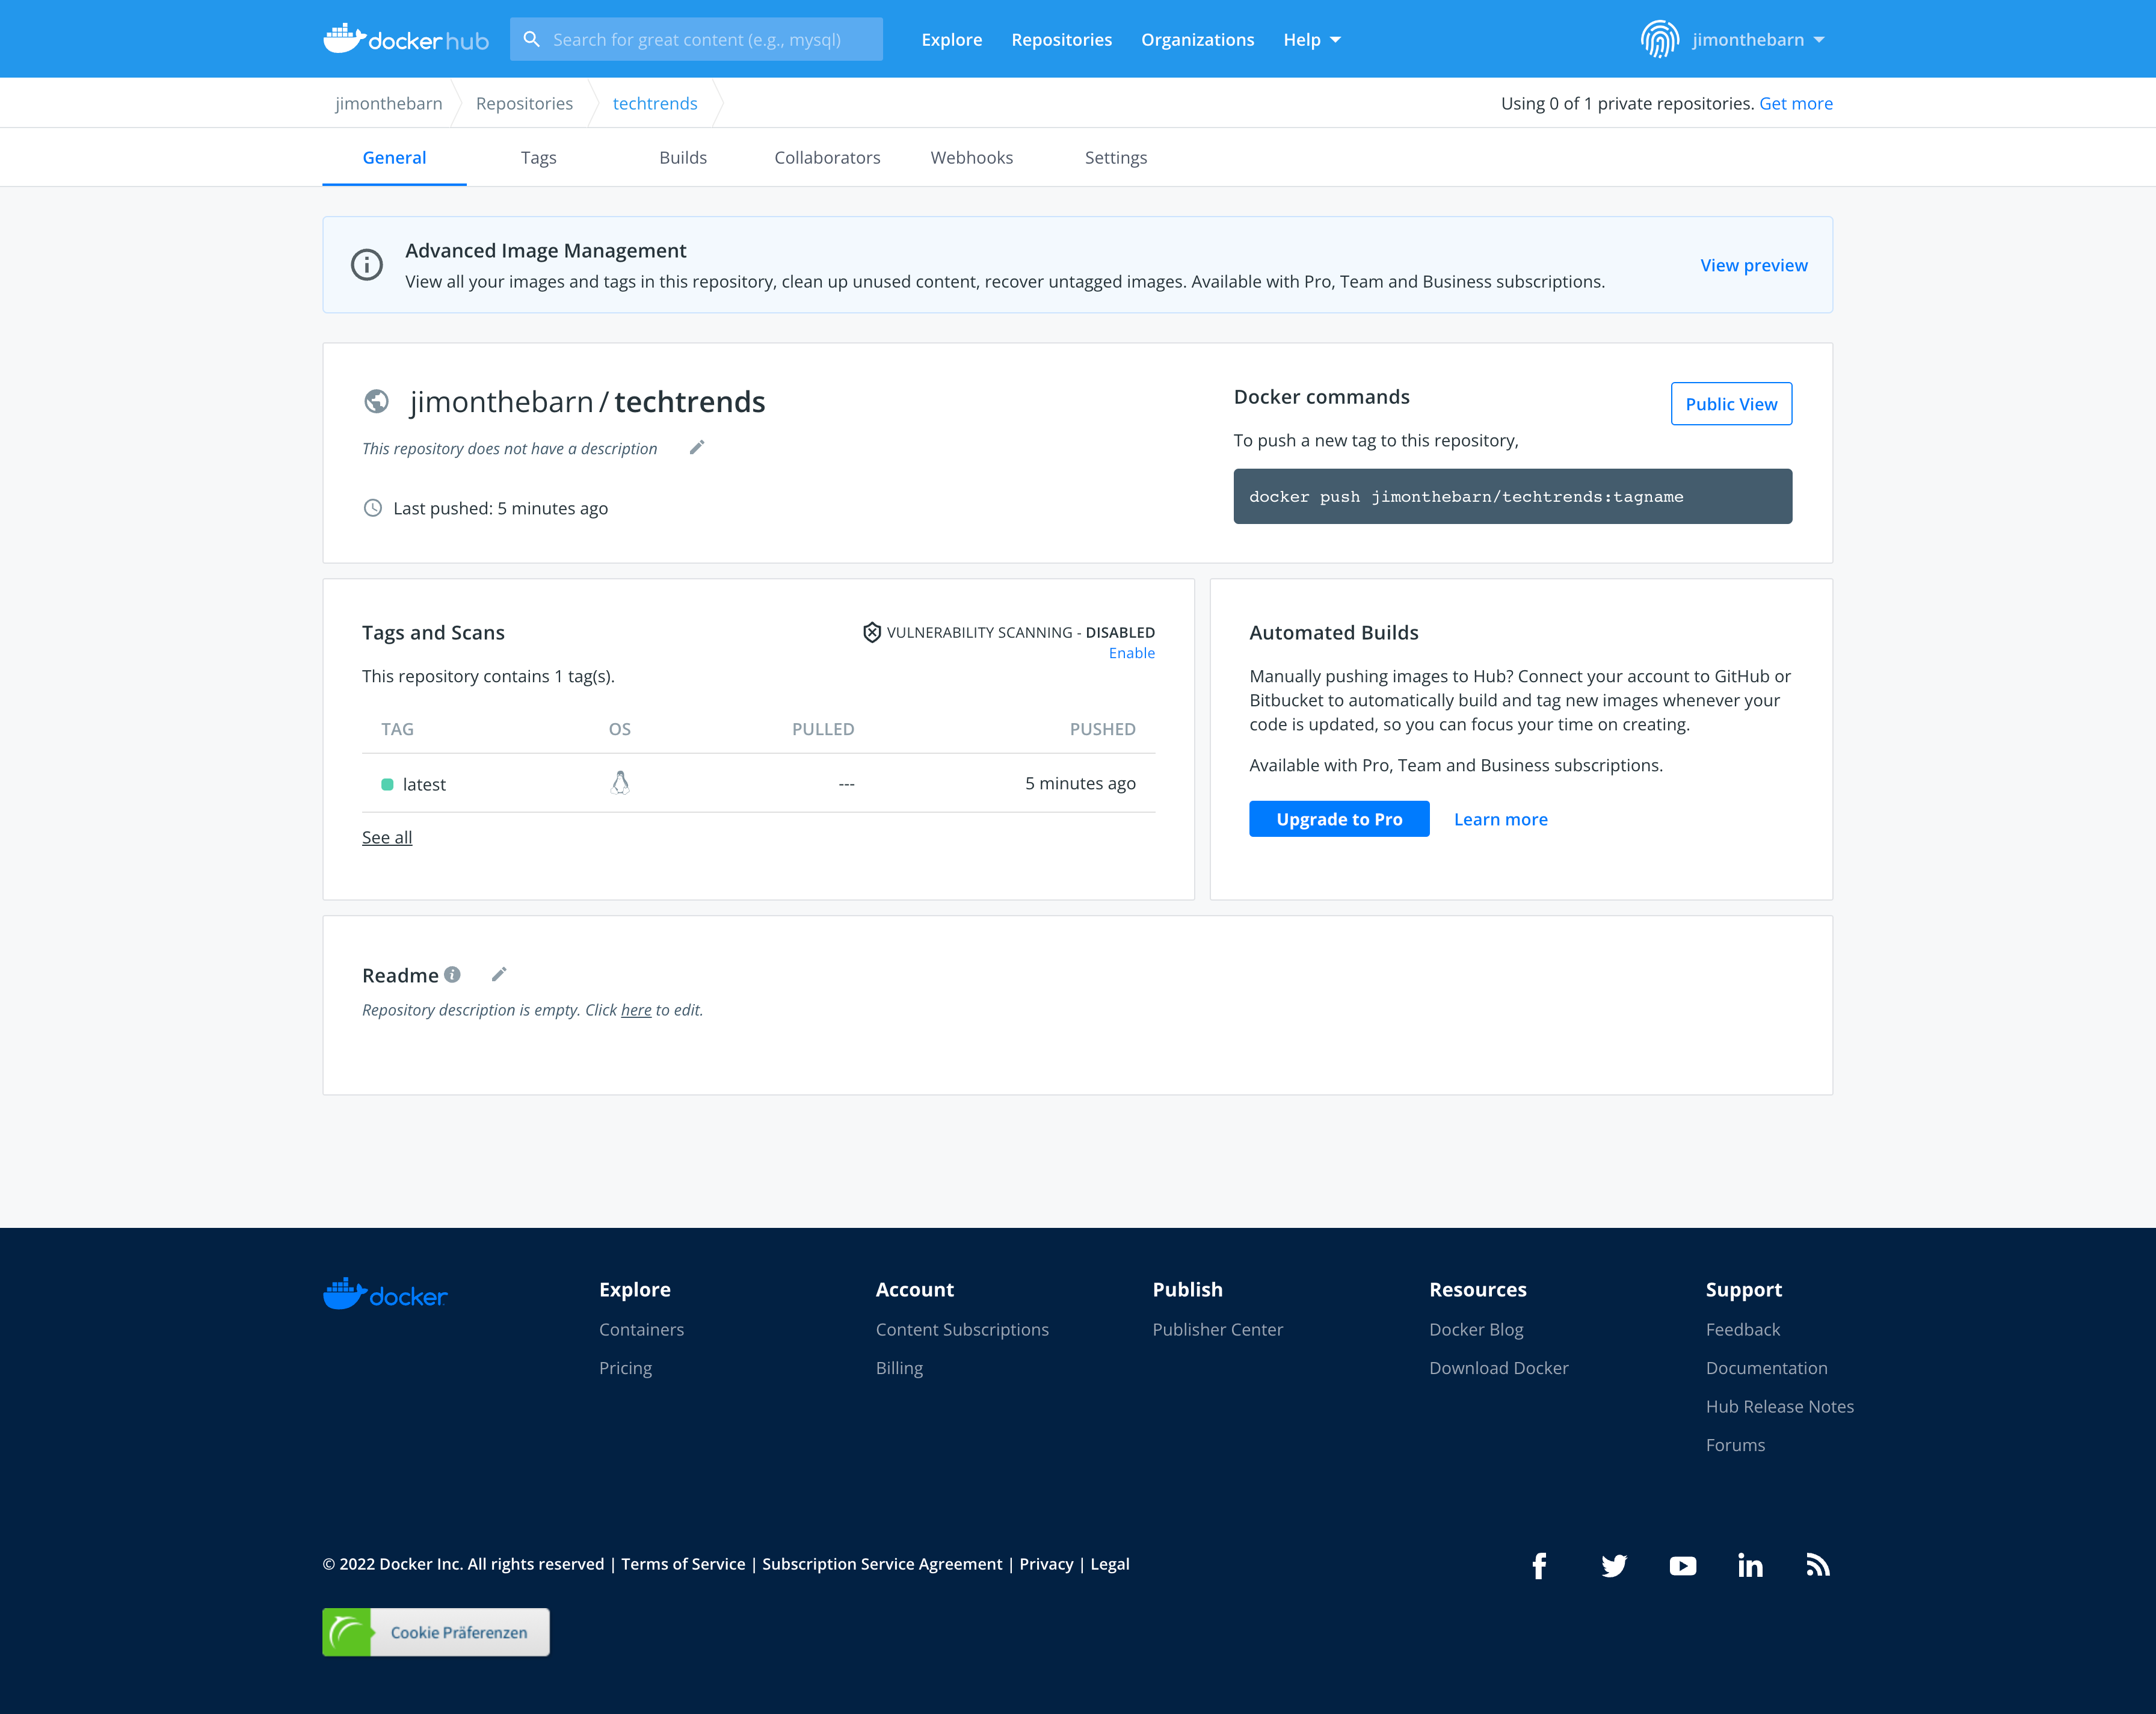 docker hub
Search for great content (e.g., mysql)
Explore
Repositories
Organizations
Help
jimonthebarn
jimonthebarn
Repositories
techtrends
Using 0 of 1 private repositories. Get more
General
Tags
Builds
Collaborators
Webhooks
Settings
Advanced Image Management
View all your images and tags in this repository, clean up unused content, recover untagged images. Available with Pro, Team and Business subscriptions.
View preview
jimonthebarn / techtrends
This repository does not have a description
Last pushed: 5 minutes ago
Docker commands
Public View
To push a new tag to this repository,
docker push jimonthebarn/techtrends:tagname
Tags and Scans
VULNERABILITY SCANNING - DISABLED
Enable
This repository contains 1 tag(s).
TAG OS PULLED PUSHED
latest --- 5 minutes ago
See all
Automated Builds
Manually pushing images to Hub? Connect your account to GitHub or
Bitbucket to automatically build and tag new images whenever your
code is updated, so you can focus your time on creating.
Available with Pro, Team and Business subscriptions.
Upgrade to Pro
Learn more
Readme
Repository description is empty. Click here to edit.
docker
Explore
Containers
Pricing
Account
Content Subscriptions
Billing
Publish
Publisher Center
Resources
Docker Blog
Download Docker
Support
Feedback
Documentation
Hub Release Notes
Forums
© 2022 Docker Inc. All rights reserved | Terms of Service | Subscription Service Agreement | Privacy | Legal
Cookie Präferenzen